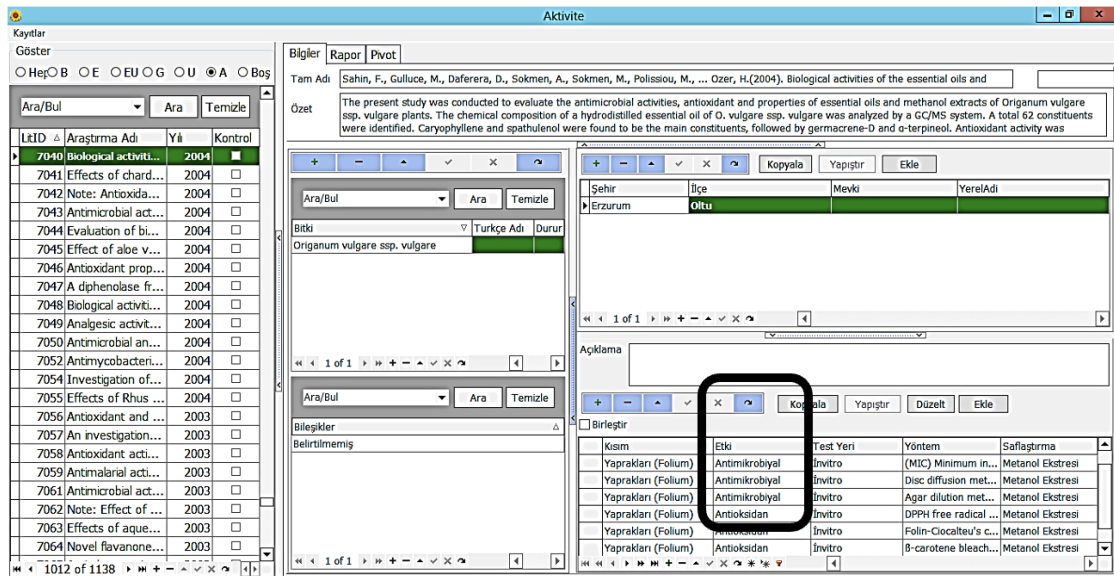 Aktivite
Kayıtlar
Göster
Hep B E EU G U A Boş
Ara/Bul Ara Temizle
LitID Araştırma Adı Yıl Kontrol
7040 Biological activiti... 2004
7041 Effects of chard... 2004
7042 Note: Antioxida... 2004
7043 Antimicrobial act... 2004
7044 Evaluation of bi... 2004
7045 Effect of aloe v... 2004
7046 Antioxidant prop... 2004
7047 A diphenolase fr... 2004
7048 Biological activiti... 2004
7049 Analgesic activit... 2004
7050 Antimicrobial an... 2004
7052 Antimycobacteri... 2004
7054 Investigation of... 2004
7055 Effects of Rhus ... 2004
7056 Antioxidant and ... 2003
7057 An investigation... 2003
7058 Antioxidant acti... 2003
7059 Antimalarial acti... 2003
7061 Antimicrobial act... 2003
7062 Note: Effect of ... 2003
7063 Effects of aque... 2003
7064 Novel flavanone... 2003
1012 of 1138
Bilgiler Rapor Pivot
Tam Adı Sahin, F., Gulluce, M., Daferera, D., Sokmen, A., Sokmen, M., Polissiou, M., ... Ozer, H.(2004). Biological activities of the essential oils and
Özet The present study was conducted to evaluate the antimicrobial activities, antioxidant and properties of essential oils and methanol extracts of Origanum vulgare
ssp. vulgare plants. The chemical composition of a hydrodistilled essential oil of O. vulgare ssp. vulgare was analyzed by a GC/MS system. A total 62 constituents
were identified. Caryophyllene and spathulenol were found to be the main constituents, followed by germacrene-D and α-terpineol. Antioxidant activity was
Ara/Bul Ara Temizle
Bitki Turkçe Adı Durur
Origanum vulgare ssp. vulgare
1 of 1
Ara/Bul Ara Temizle
Bileşikler
Belirtilmemiş
1 of 1
Kopyala Yapıştır Ekle
Şehir İlçe Mevki YerelAdi
Erzurum Oltu
1 of 1
Açıklama
Kopyala Yapıştır Düzelt Ekle
Birleştir
Kısım Etki Test Yeri Yöntem Saflaştırma
Yaprakları (Folium) Antimikrobiyal İnvitro (MIC) Minimum in... Metanol Ekstresi
Yaprakları (Folium) Antimikrobiyal İnvitro Disc diffusion met... Metanol Ekstresi
Yaprakları (Folium) Antimikrobiyal İnvitro Agar dilution met... Metanol Ekstresi
Yaprakları (Folium) Antioksidan İnvitro DPPH free radical ... Metanol Ekstresi
Yaprakları (Folium) Antioksidan İnvitro Folin-Ciocalteu's c... Metanol Ekstresi
Yaprakları (Folium) Antioksidan İnvitro ß-carotene bleach... Metanol Ekstresi